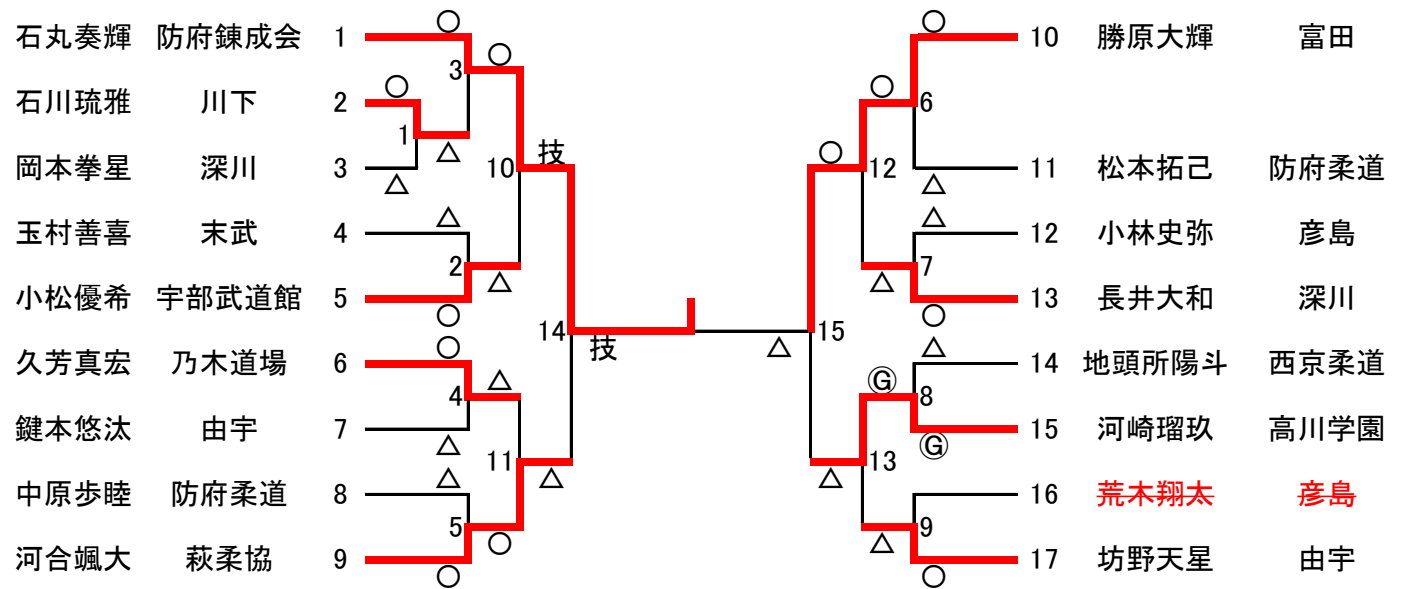 石丸奏輝 防府錬成会 1 ○ ○ 3 ○ 10 勝原大輝 富田
石川琉雅 川下 2 ○ 1 ○ 6
岡本拳星 深川 3 △ △ 10 技 ○ 12 △ 11 松本拓己 防府柔道
玉村善喜 末武 4 △ △ 12 小林史弥 彦島
2 △ △ 7
小松優希 宇部武道館 5 ○ ○ 13 長井大和 深川
14 技 △ 15
久芳真宏 乃木道場 6 ○ △ 14 地頭所陽斗 西京柔道
4 △ Ⓖ 8
鍵本悠汰 由宇 7 △ Ⓖ 15 河崎瑠玖 高川学園
11 △ △ 13
中原歩睦 防府柔道 8 △ 16 荒木翔太 彦島
5 ○ △ 9
河合颯大 萩柔協 9 ○ ○ 17 坊野天星 由宇